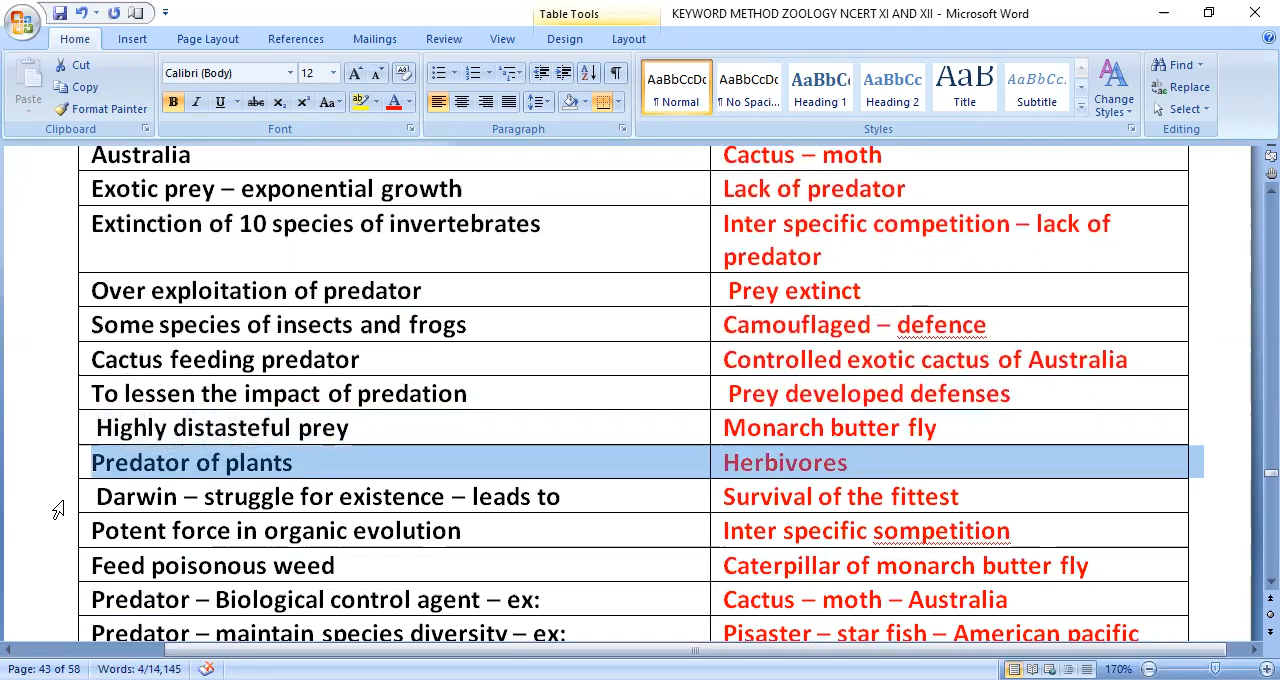 Table Tools
KEYWORD METHOD ZOOLOGY NCERT XI AND XII - Microsoft Word
Home Insert Page Layout References Mailings Review View Design Layout
Paste
Cut
Copy
Format Painter
Clipboard
Calibri (Body) 12
B I U abc X₂ X² Aa
Font
Paragraph
AaBbCcDc AaBbCcDc AaBbC AaBbCc AaB AaBbCc.
¶ Normal ¶ No Spaci... Heading 1 Heading 2 Title Subtitle
Change Styles
Styles
Find
Replace
Select
Editing
Australia Cactus – moth
Exotic prey – exponential growth Lack of predator
Extinction of 10 species of invertebrates Inter specific competition – lack of
predator
Over exploitation of predator Prey extinct
Some species of insects and frogs Camouflaged – defence
Cactus feeding predator Controlled exotic cactus of Australia
To lessen the impact of predation Prey developed defenses
Highly distasteful prey Monarch butter fly
Predator of plants Herbivores
Darwin – struggle for existence – leads to Survival of the fittest
Potent force in organic evolution Inter specific sompetition
Feed poisonous weed Caterpillar of monarch butter fly
Predator – Biological control agent – ex: Cactus – moth – Australia
Predator – maintain species diversity – ex: Pisaster – star fish – American pacific
Page: 43 of 58 Words: 4/14,145 170%